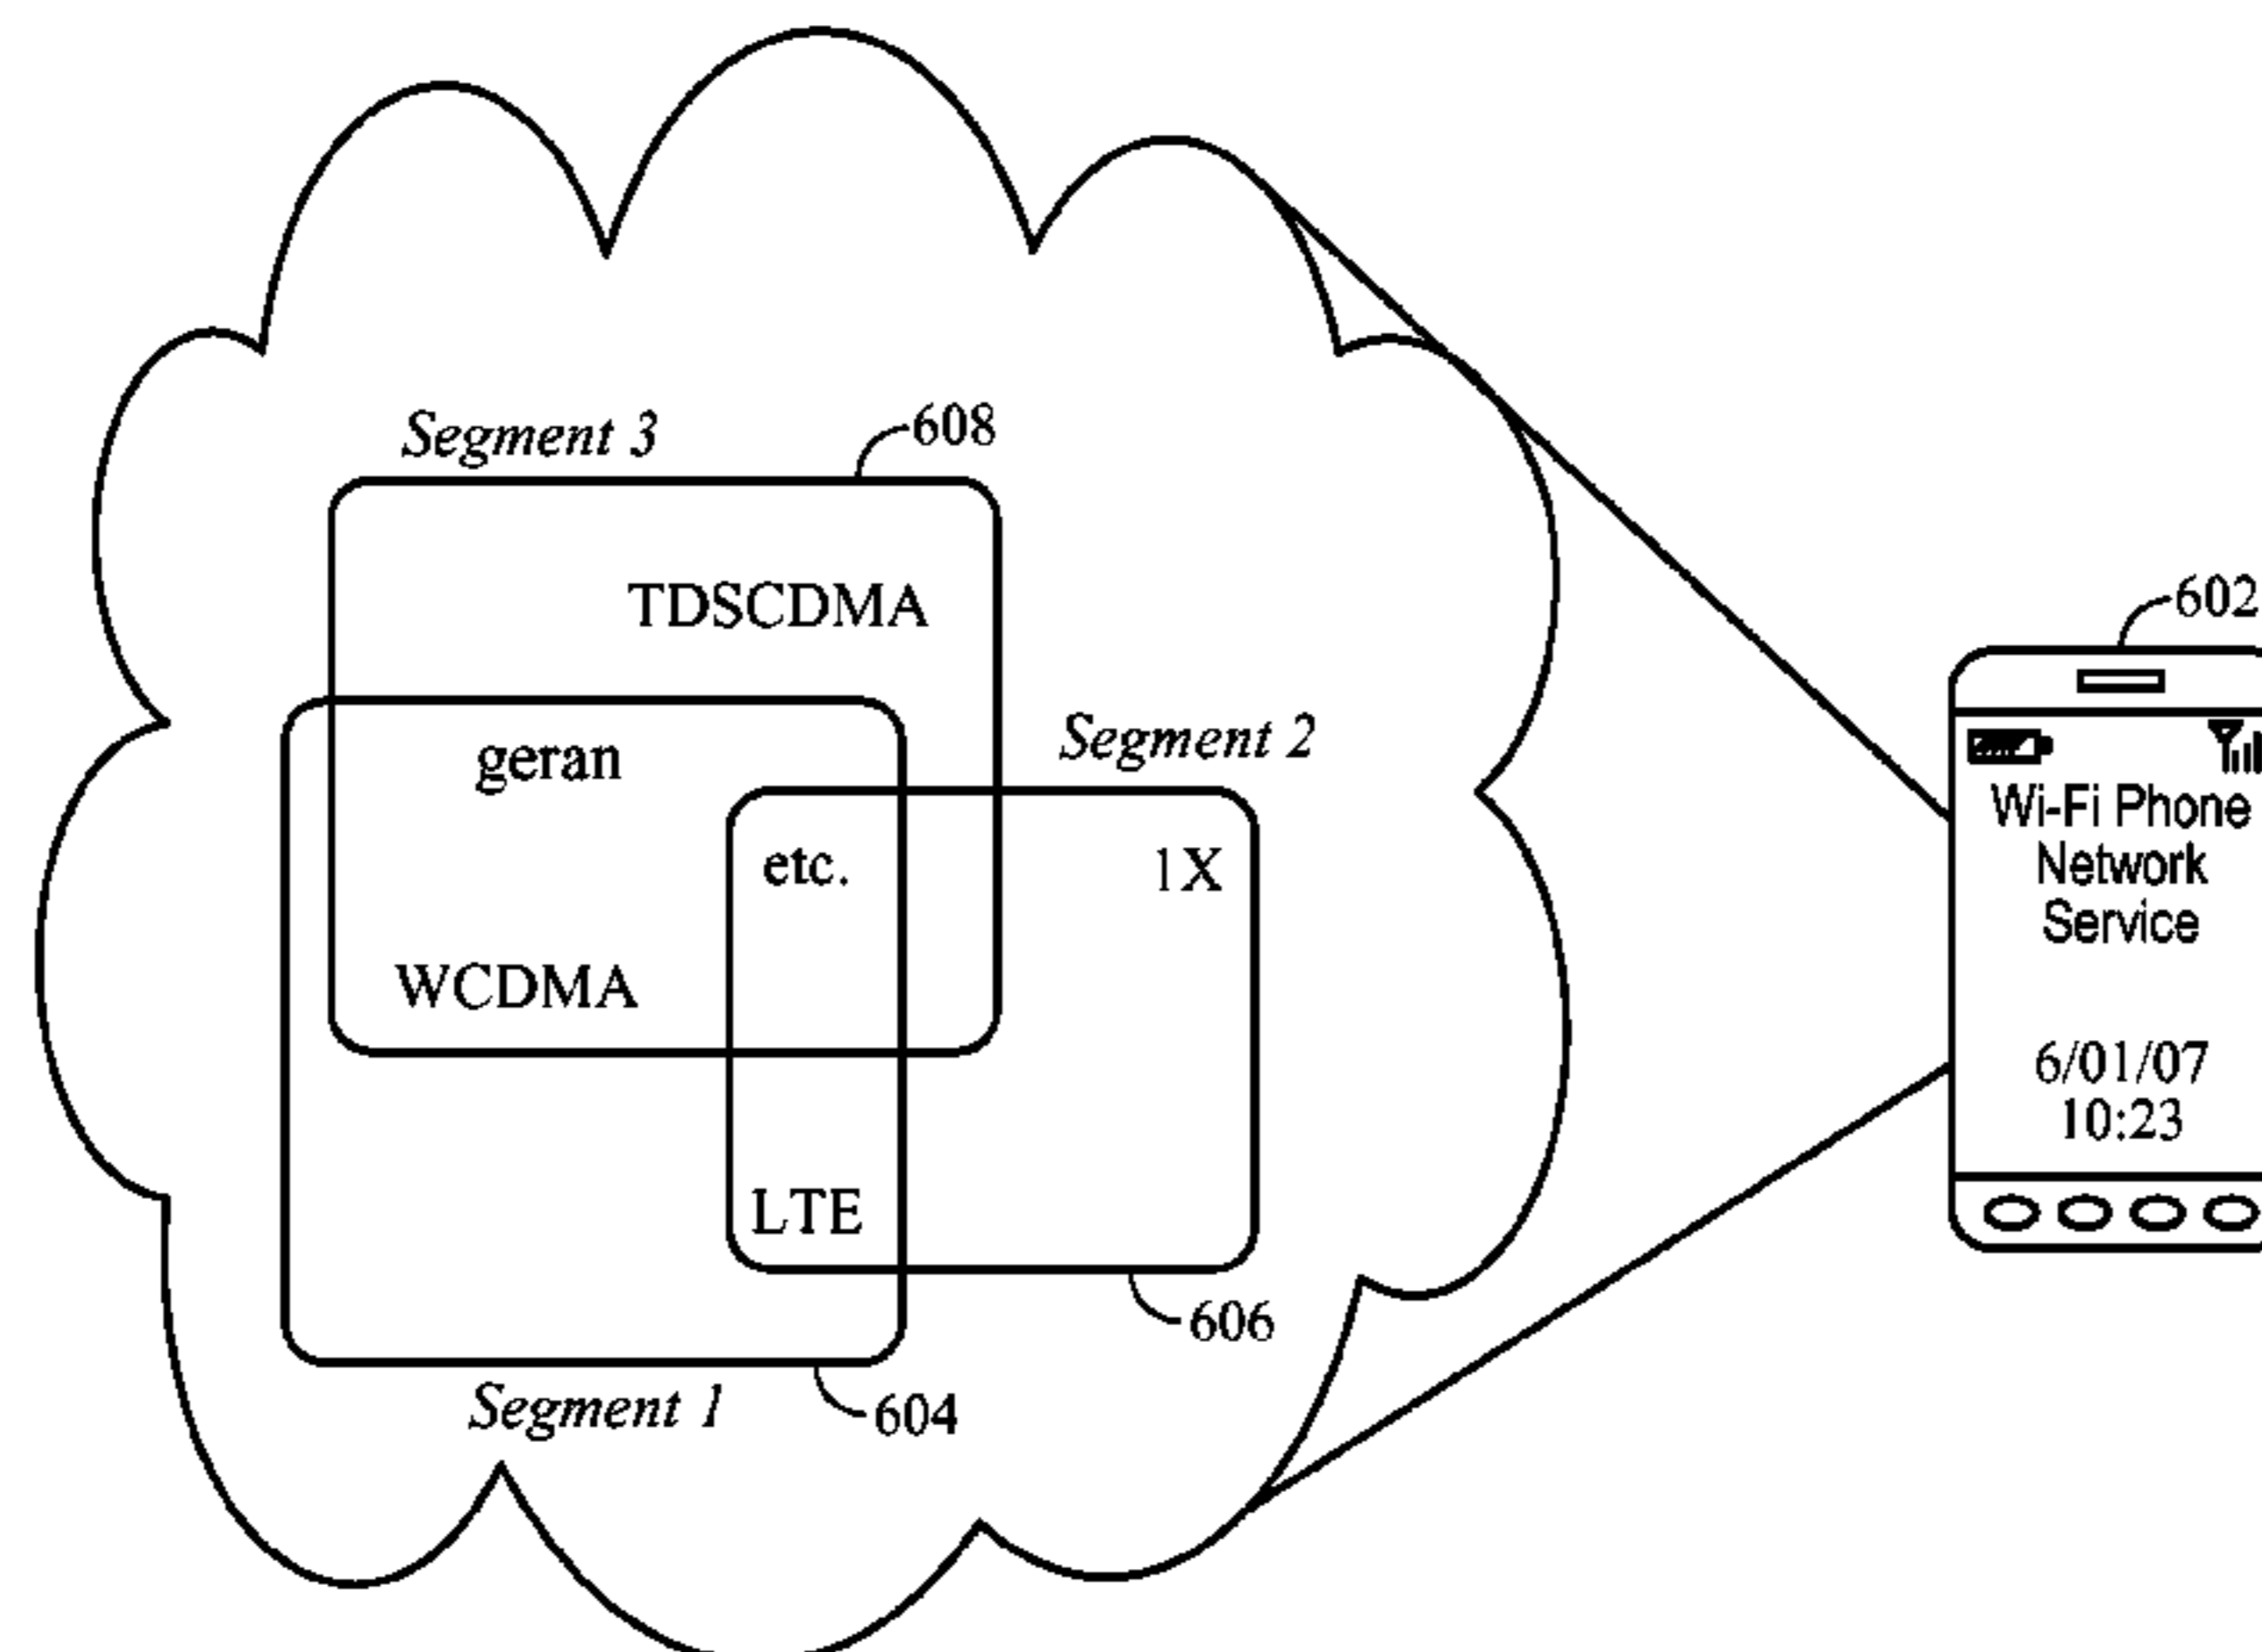 Segment 3
608
TDSCDMA
602
geran
Segment 2
Wi-Fi Phone
Network
Service
etc.
1X
WCDMA
6/01/07
10:23
LTE
606
Segment 1
604